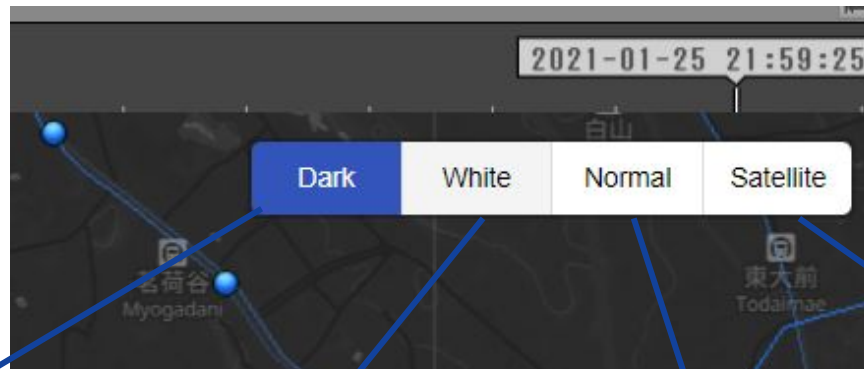 2021-01-25 21:59:25
白山
Dark White Normal Satellite
茗荷谷
Myogadani
東大前
Todaimae